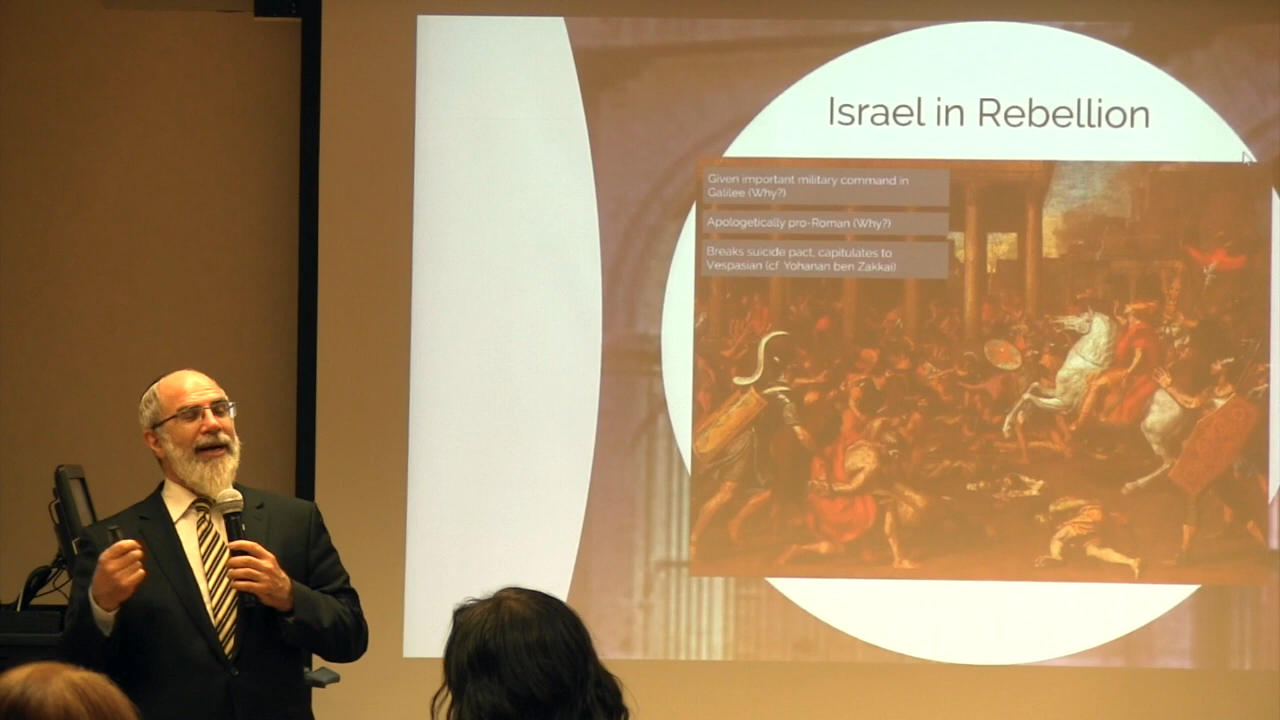 Israel in Rebellion
Given important military command in
Galilee (Why?)
Apologetically pro-Roman (Why?)
Breaks suicide pact, capitulates to
Vespasian (cf. Yohanan ben Zakkai)